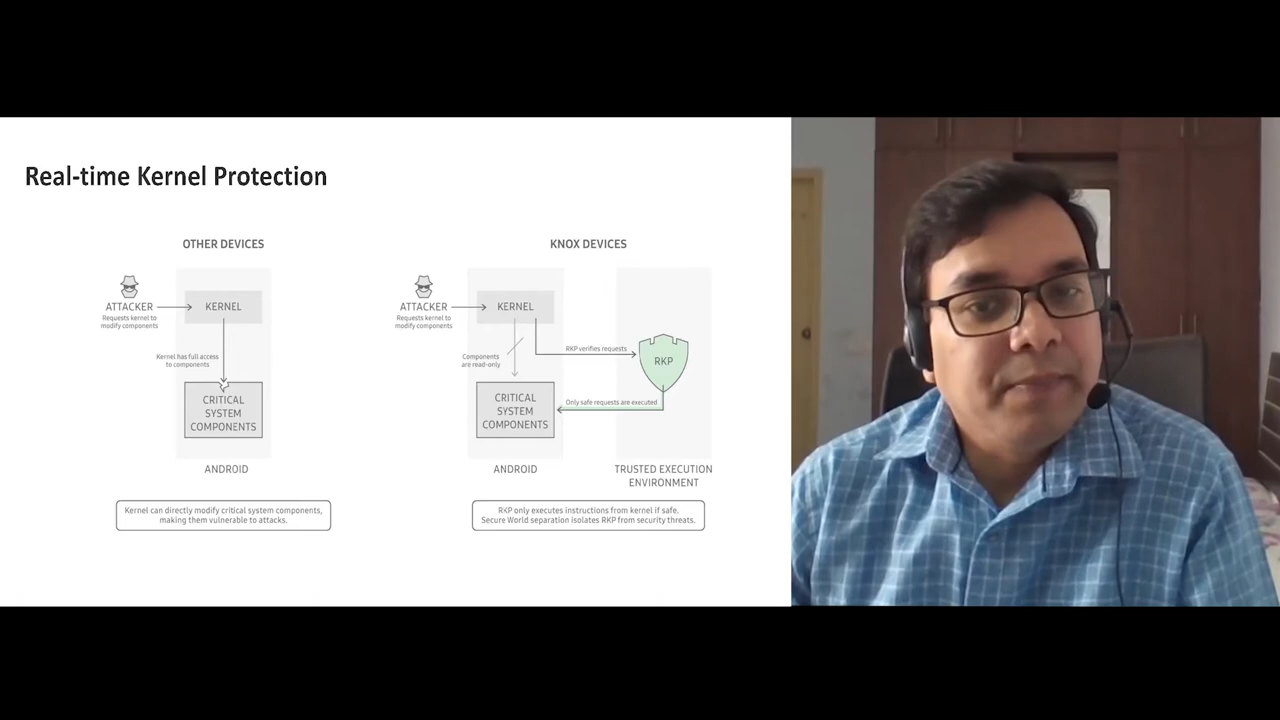 Real-time Kernel Protection
OTHER DEVICES
ATTACKER
Requests kernel to
modify components
KERNEL
Kernel has full access
to components
CRITICAL
SYSTEM
COMPONENTS
ANDROID
Kernel can directly modify critical system components,
making them vulnerable to attacks.
KNOX DEVICES
ATTACKER
Requests kernel to
modify components
KERNEL
Components
are read-only
RKP verifies requests
RKP
Only safe requests are executed
CRITICAL
SYSTEM
COMPONENTS
ANDROID
TRUSTED EXECUTION
ENVIRONMENT
RKP only executes instructions from kernel if safe.
Secure World separation isolates RKP from security threats.